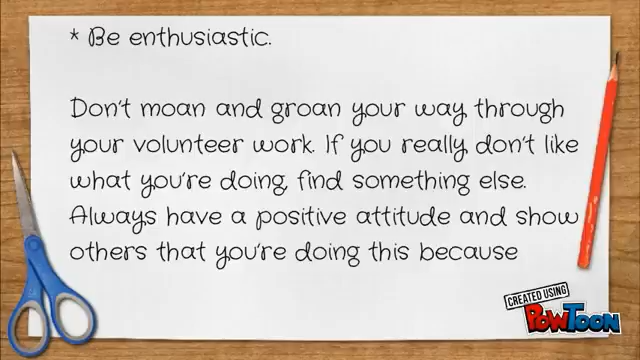 * Be enthusiastic.
Don't moan and groan your way through
your volunteer work. If you really don't like
what you're doing, find something else.
Always have a positive attitude and show
others that you're doing this because
CREATED USING
POWTOON